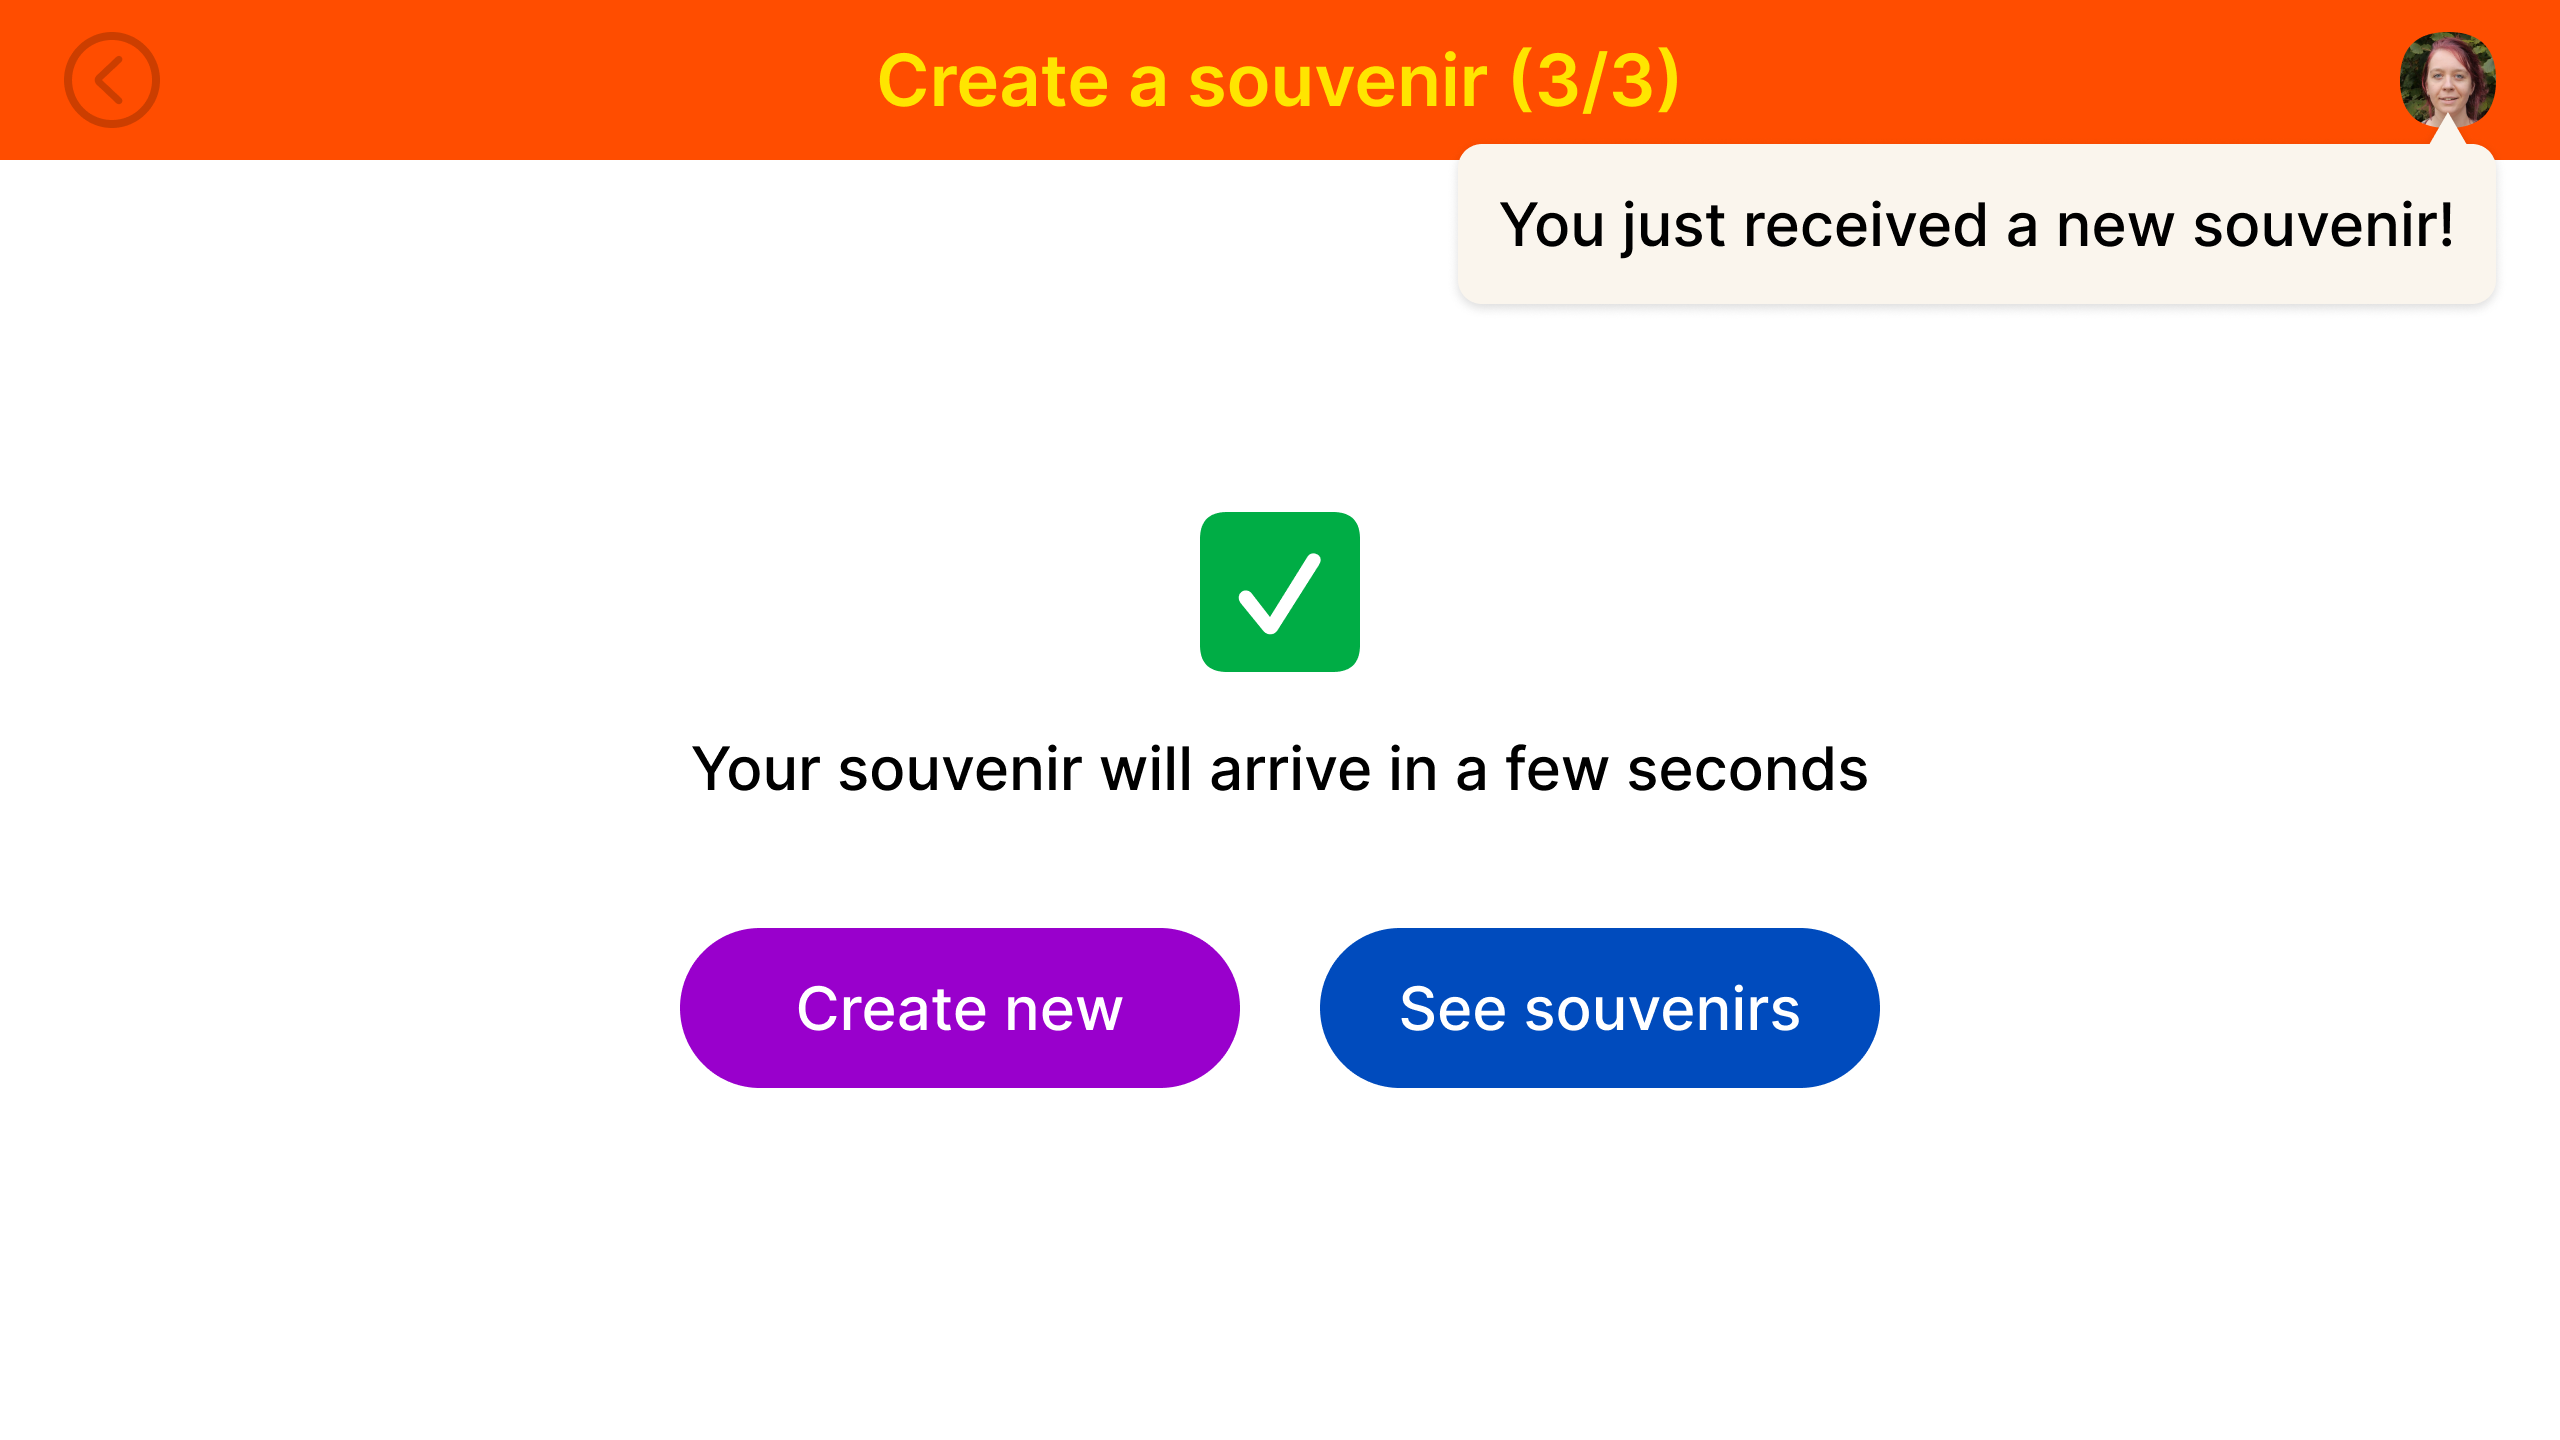 Create a souvenir (3/3)
You just received a new souvenir!
Your souvenir will arrive in a few seconds
Create new
See souvenirs